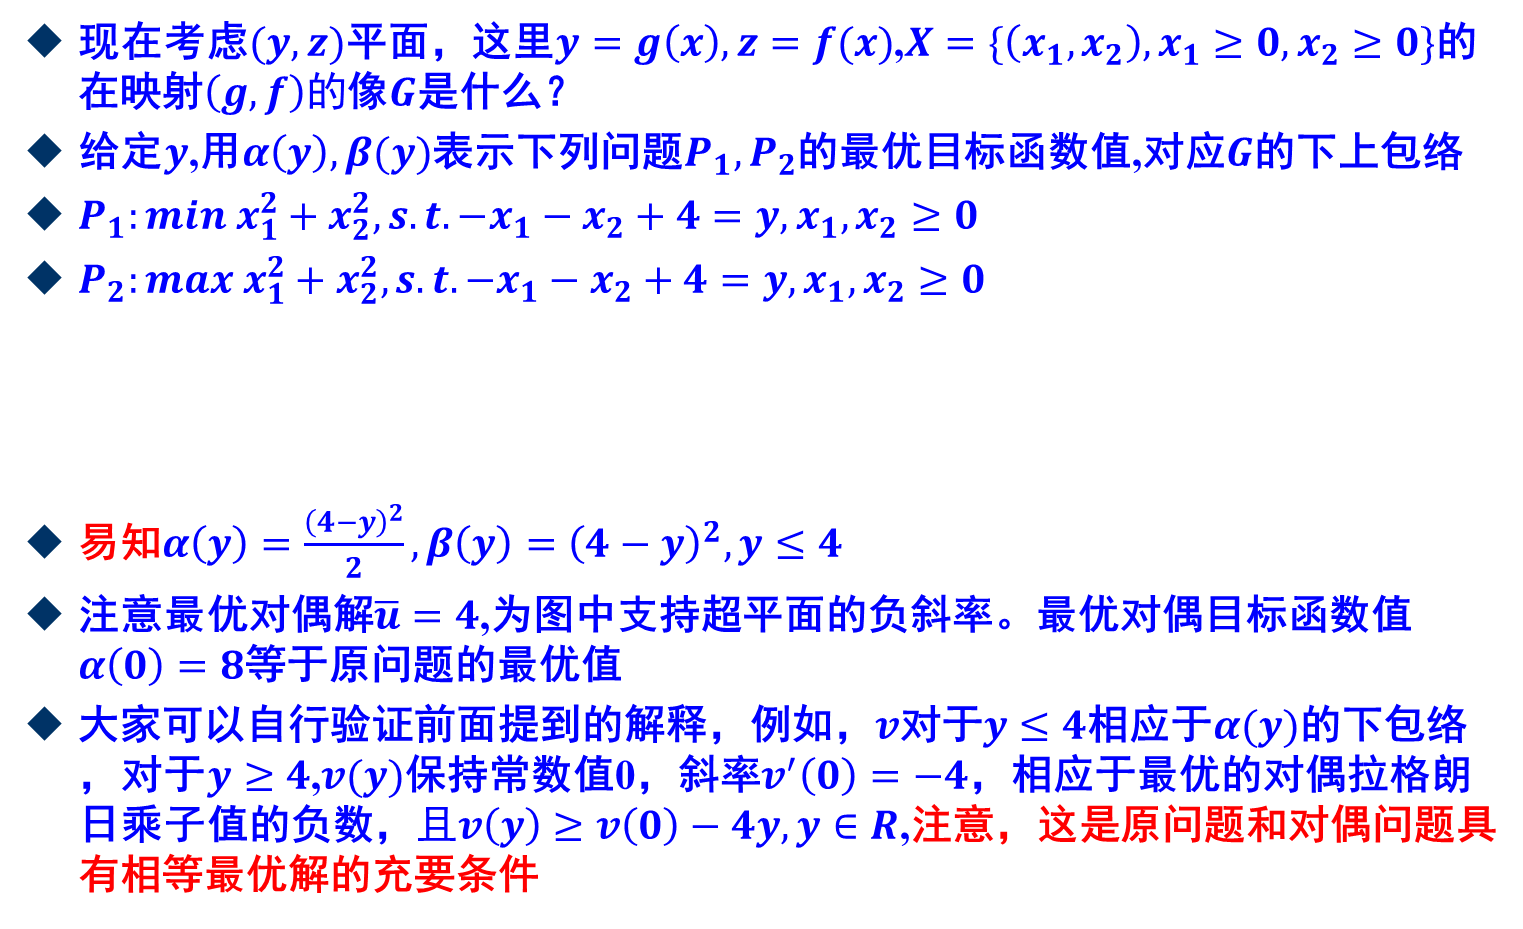 ◆ 现在考虑(y, z)平面，这里y = g(x), z = f(x),X = {(x₁, x₂), x₁ ≥ 0, x₂ ≥ 0}的
在映射(g, f)的像G是什么？
◆ 给定y,用α(y), β(y)表示下列问题P₁, P₂的最优目标函数值,对应G的下上包络
◆ P₁: min x₁² + x₂², s. t. −x₁ − x₂ + 4 = y, x₁, x₂ ≥ 0
◆ P₂: max x₁² + x₂², s. t. −x₁ − x₂ + 4 = y, x₁, x₂ ≥ 0
◆ 易知α(y) = (4−y)²/2, β(y) = (4 − y)², y ≤ 4
◆ 注意最优对偶解ū = 4,为图中支持超平面的负斜率。最优对偶目标函数值
α(0) = 8等于原问题的最优值
◆ 大家可以自行验证前面提到的解释，例如，v对于y ≤ 4相应于α(y)的下包络
，对于y ≥ 4, v(y)保持常数值0，斜率v′(0) = −4，相应于最优的对偶拉格朗
日乘子值的负数，且v(y) ≥ v(0) − 4y, y ∈ R,注意，这是原问题和对偶问题具
有相等最优解的充要条件